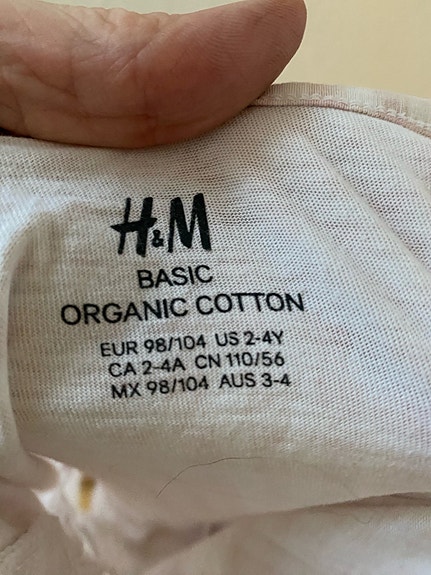 H&M
BASIC
ORGANIC COTTON
EUR 98/104 US 2-4Y
CA 2-4A CN 110/56
MX 98/104 AUS 3-4